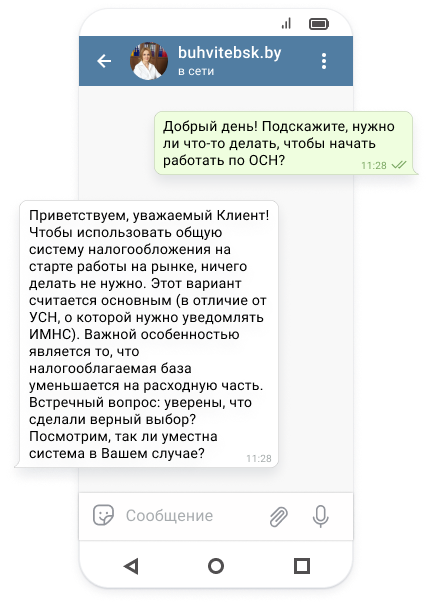 buhvitebsk.by
в сети
Добрый день! Подскажите, нужно
ли что-то делать, чтобы начать
работать по ОСН?
11:28
Приветствуем, уважаемый Клиент!
Чтобы использовать общую
систему налогообложения на
старте работы на рынке, ничего
делать не нужно. Этот вариант
считается основным (в отличие от
УСН, о которой нужно уведомлять
ИМНС). Важной особенностью
является то, что
налогооблагаемая база
уменьшается на расходную часть.
Встречный вопрос: уверены, что
сделали верный выбор?
Посмотрим, так ли уместна
система в Вашем случае?
11:28
Сообщение